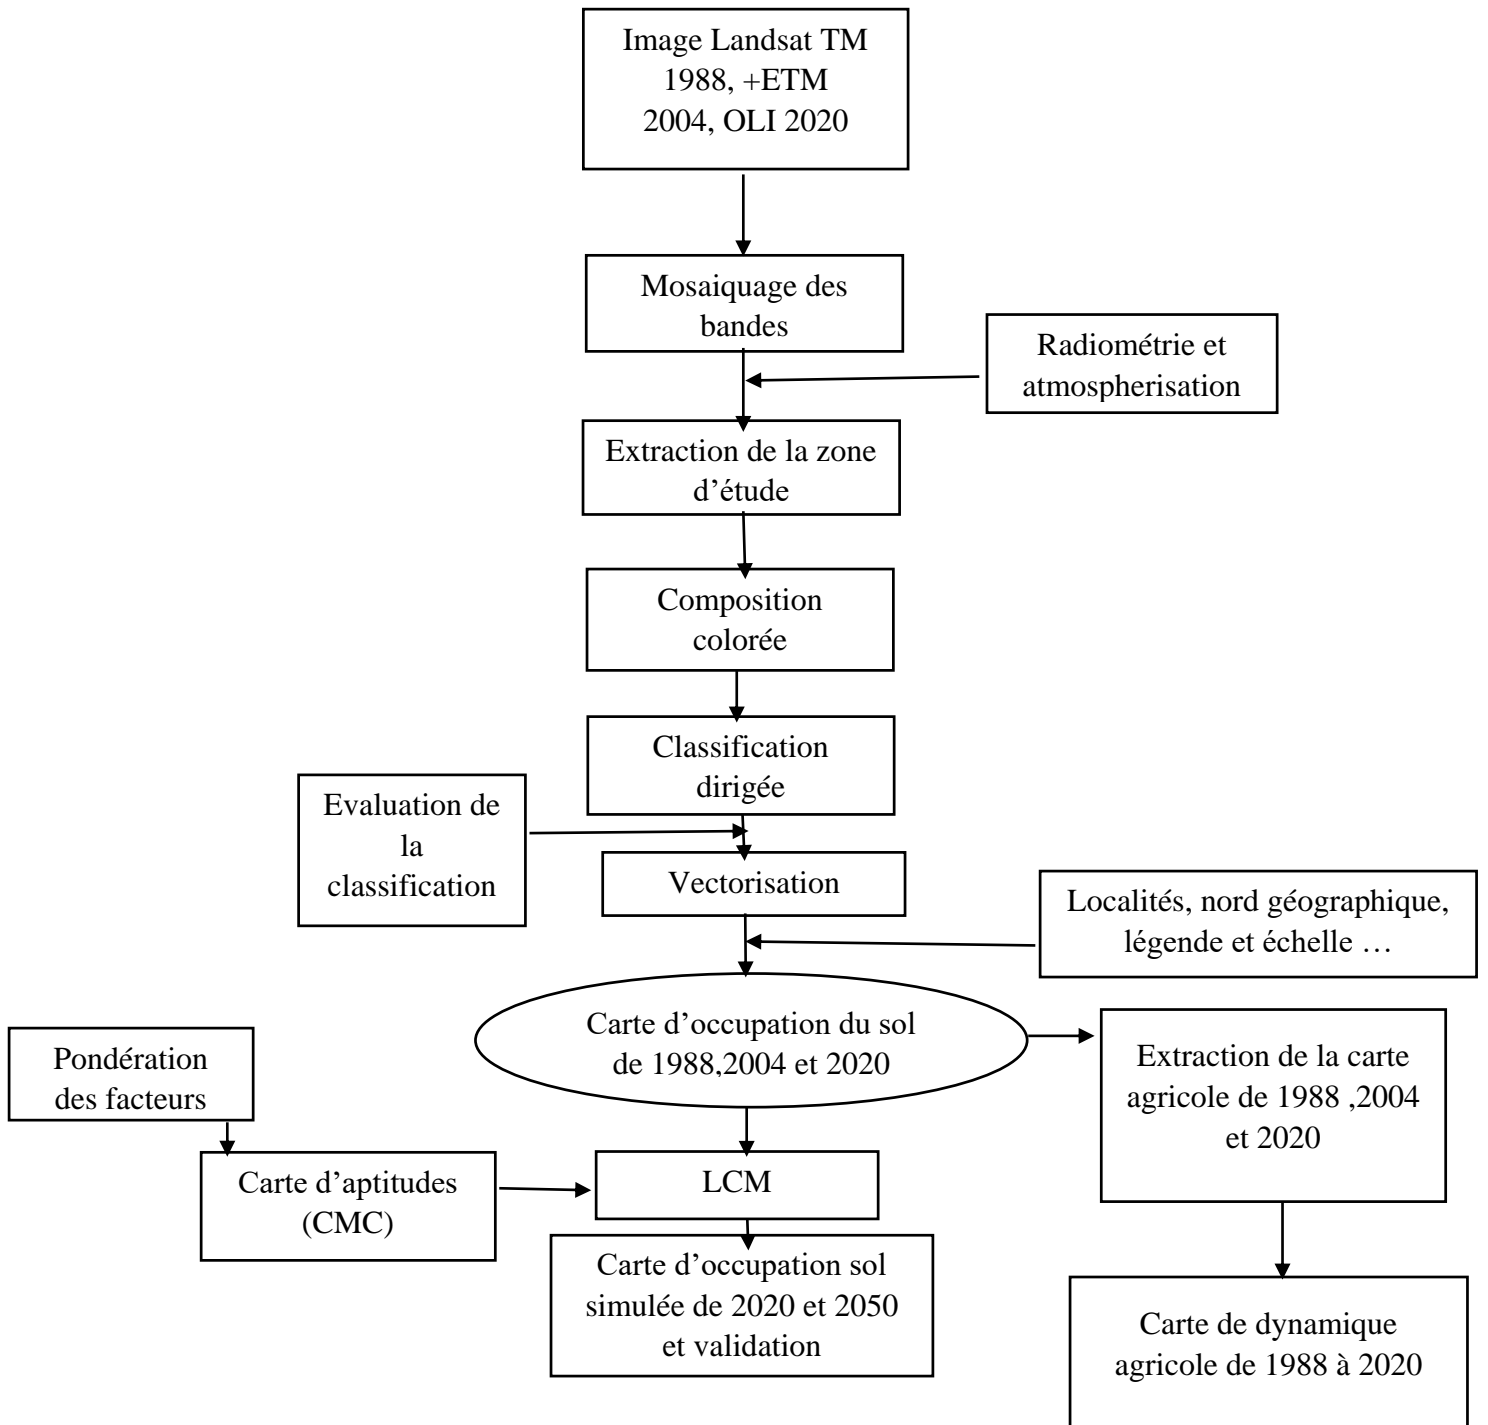 Image Landsat TM
1988, +ETM
2004, OLI 2020
Mosaiquage des
bandes
Radiométrie et
atmospherisation
Extraction de la zone
d’étude
Composition
colorée
Classification
dirigée
Evaluation de
la
classification
Vectorisation
Localités, nord géographique,
légende et échelle …
Carte d’occupation du sol
de 1988,2004 et 2020
Extraction de la carte
agricole de 1988 ,2004
et 2020
Pondération
des facteurs
Carte d’aptitudes
(CMC)
LCM
Carte d’occupation sol
simulée de 2020 et 2050
et validation
Carte de dynamique
agricole de 1988 à 2020